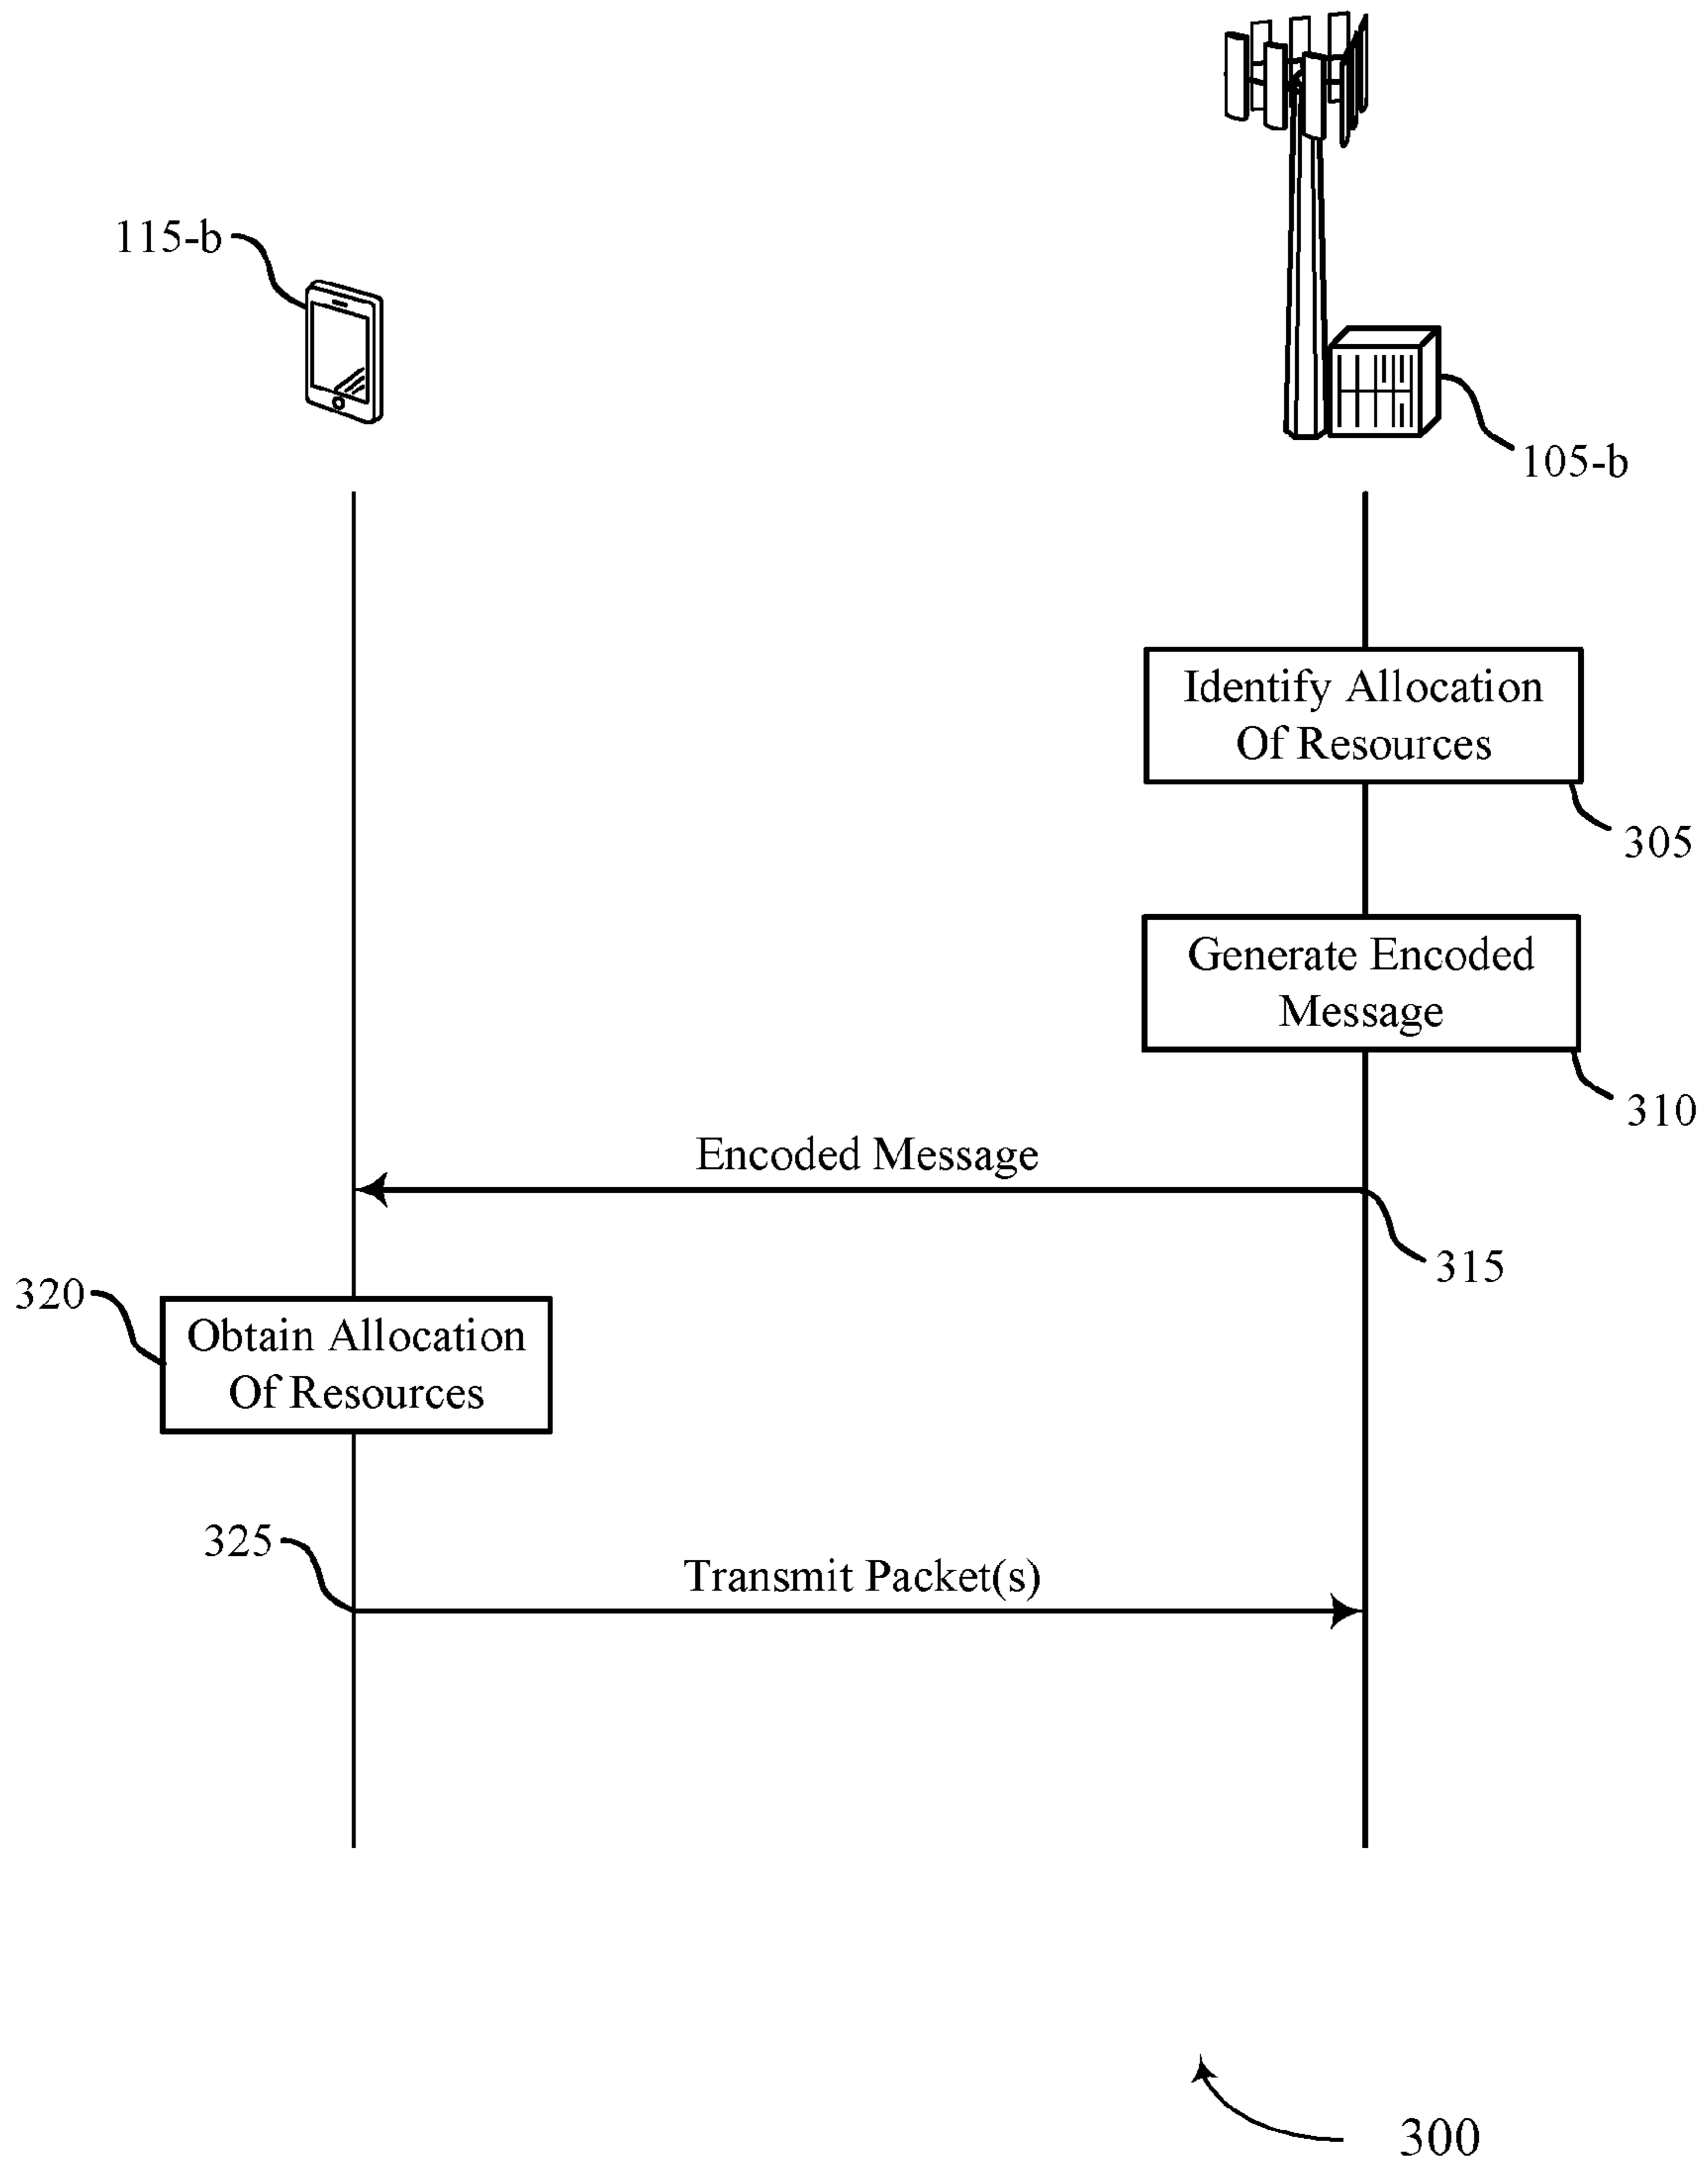 115-b
105-b
Identify Allocation
Of Resources
305
Generate Encoded
Message
310
Encoded Message
315
320
Obtain Allocation
Of Resources
325
Transmit Packet(s)
300